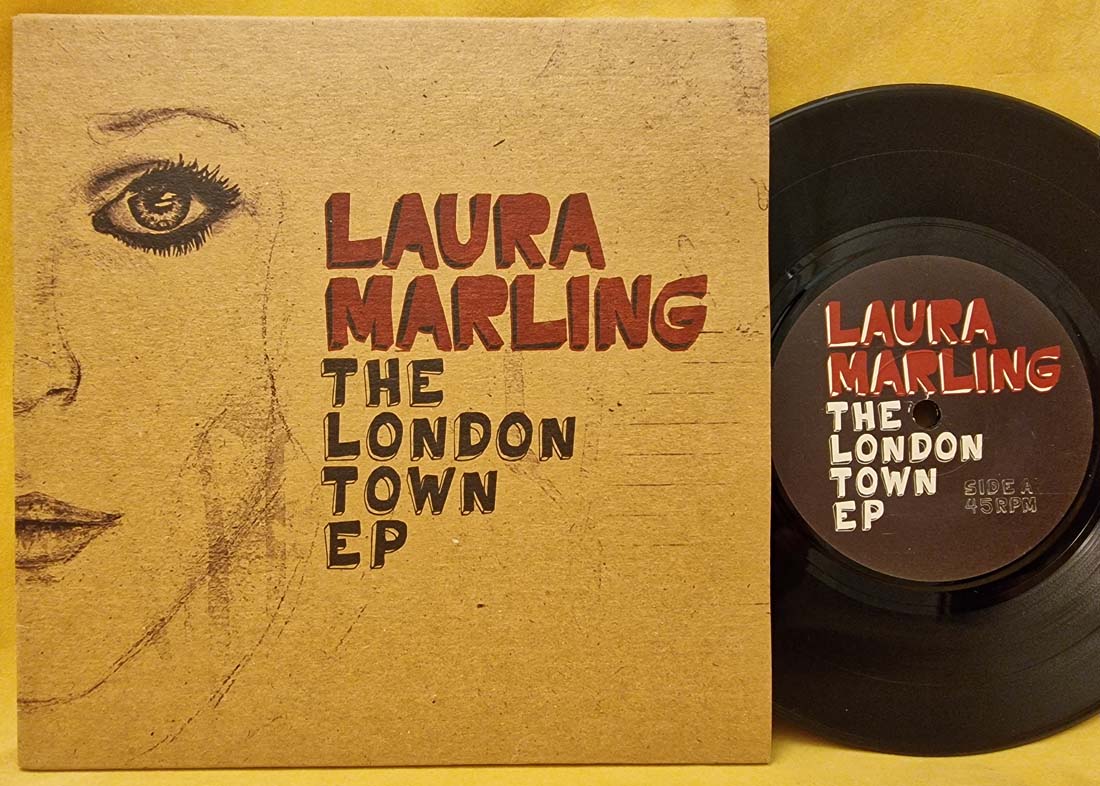 LAURA
MARLING
THE
LONDON
TOWN
EP
LAURA
MARLING
THE
LONDON
TOWN
EP
SIDE A
45RPM